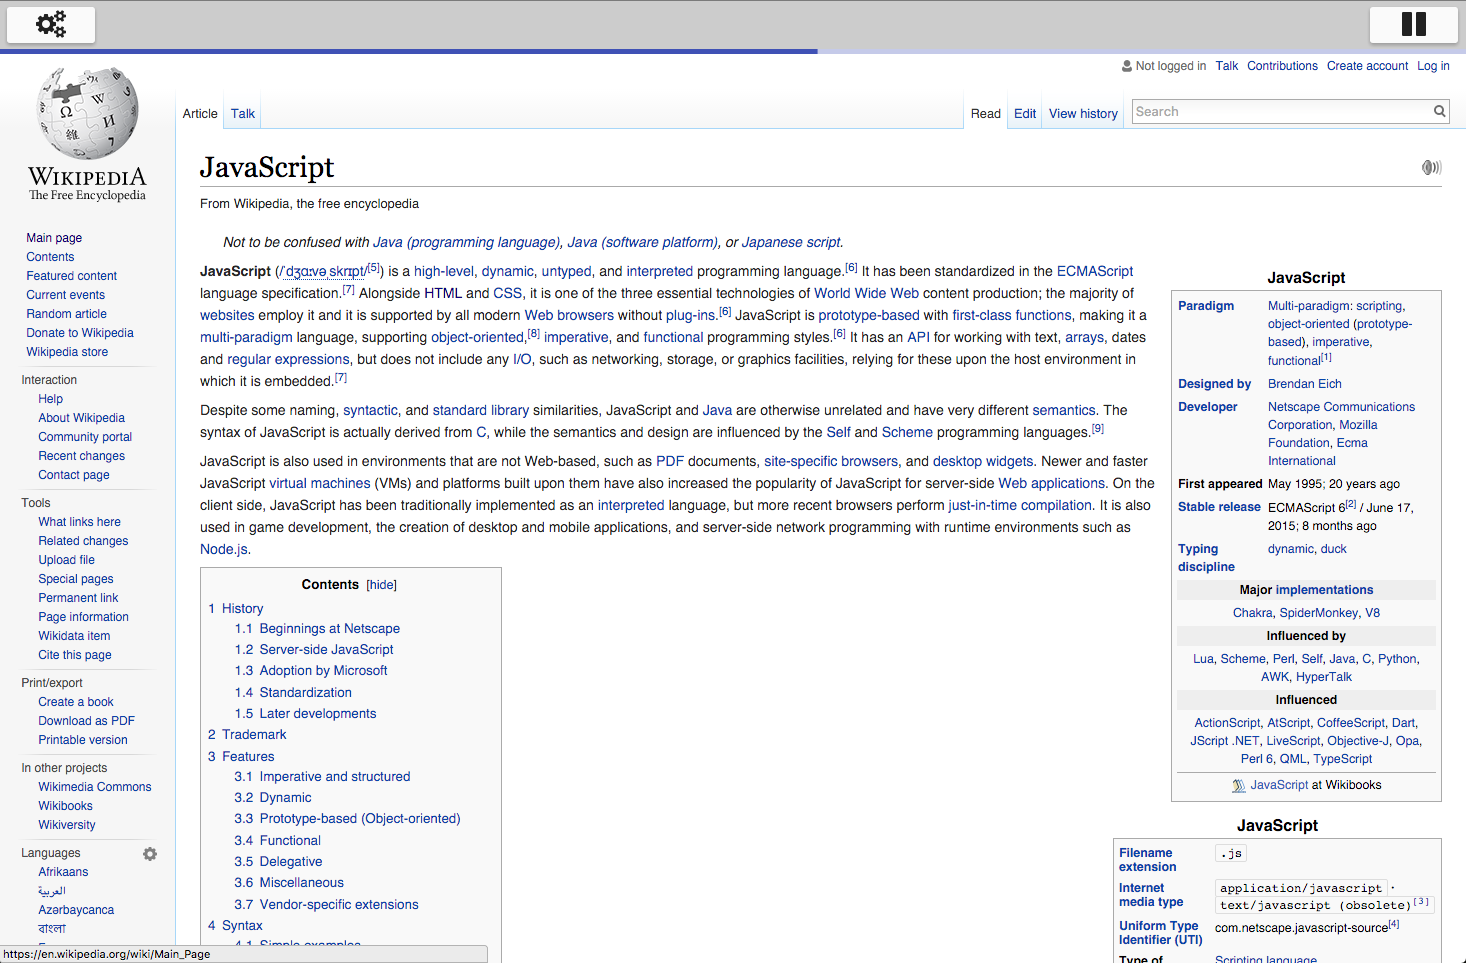 Not logged in Talk Contributions Create account Log in
Article Talk Read Edit View history Search
WIKIPEDIA
The Free Encyclopedia
Main page
Contents
Featured content
Current events
Random article
Donate to Wikipedia
Wikipedia store
Interaction
Help
About Wikipedia
Community portal
Recent changes
Contact page
Tools
What links here
Related changes
Upload file
Special pages
Permanent link
Page information
Wikidata item
Cite this page
Print/export
Create a book
Download as PDF
Printable version
In other projects
Wikimedia Commons
Wikibooks
Wikiversity
Languages
Afrikaans
العربية
Azərbaycanca
বাংলা
https://en.wikipedia.org/wiki/Main_Page
JavaScript
From Wikipedia, the free encyclopedia
Not to be confused with Java (programming language), Java (software platform), or Japanese script.
JavaScript (/ˈdʒɑːvəˌskrɪpt/[5]) is a high-level, dynamic, untyped, and interpreted programming language.[6] It has been standardized in the ECMAScript
language specification.[7] Alongside HTML and CSS, it is one of the three essential technologies of World Wide Web content production; the majority of
websites employ it and it is supported by all modern Web browsers without plug-ins.[6] JavaScript is prototype-based with first-class functions, making it a
multi-paradigm language, supporting object-oriented,[8] imperative, and functional programming styles.[6] It has an API for working with text, arrays, dates
and regular expressions, but does not include any I/O, such as networking, storage, or graphics facilities, relying for these upon the host environment in
which it is embedded.[7]
Despite some naming, syntactic, and standard library similarities, JavaScript and Java are otherwise unrelated and have very different semantics. The
syntax of JavaScript is actually derived from C, while the semantics and design are influenced by the Self and Scheme programming languages.[9]
JavaScript is also used in environments that are not Web-based, such as PDF documents, site-specific browsers, and desktop widgets. Newer and faster
JavaScript virtual machines (VMs) and platforms built upon them have also increased the popularity of JavaScript for server-side Web applications. On the
client side, JavaScript has been traditionally implemented as an interpreted language, but more recent browsers perform just-in-time compilation. It is also
used in game development, the creation of desktop and mobile applications, and server-side network programming with runtime environments such as
Node.js.
Contents [hide]
1 History
1.1 Beginnings at Netscape
1.2 Server-side JavaScript
1.3 Adoption by Microsoft
1.4 Standardization
1.5 Later developments
2 Trademark
3 Features
3.1 Imperative and structured
3.2 Dynamic
3.3 Prototype-based (Object-oriented)
3.4 Functional
3.5 Delegative
3.6 Miscellaneous
3.7 Vendor-specific extensions
4 Syntax
4.1 Simple examples
JavaScript
Paradigm Multi-paradigm: scripting,
object-oriented (prototype-
based), imperative,
functional[1]
Designed by Brendan Eich
Developer Netscape Communications
Corporation, Mozilla
Foundation, Ecma
International
First appeared May 1995; 20 years ago
Stable release ECMAScript 6[2] / June 17,
2015; 8 months ago
Typing dynamic, duck
discipline
Major implementations
Chakra, SpiderMonkey, V8
Influenced by
Lua, Scheme, Perl, Self, Java, C, Python,
AWK, HyperTalk
Influenced
ActionScript, AtScript, CoffeeScript, Dart,
JScript .NET, LiveScript, Objective-J, Opa,
Perl 6, QML, TypeScript
JavaScript at Wikibooks
JavaScript
Filename .js
extension
Internet application/javascript ·
media type text/javascript (obsolete)[3]
Uniform Type com.netscape.javascript-source[4]
Identifier (UTI)
Type of Scripting language